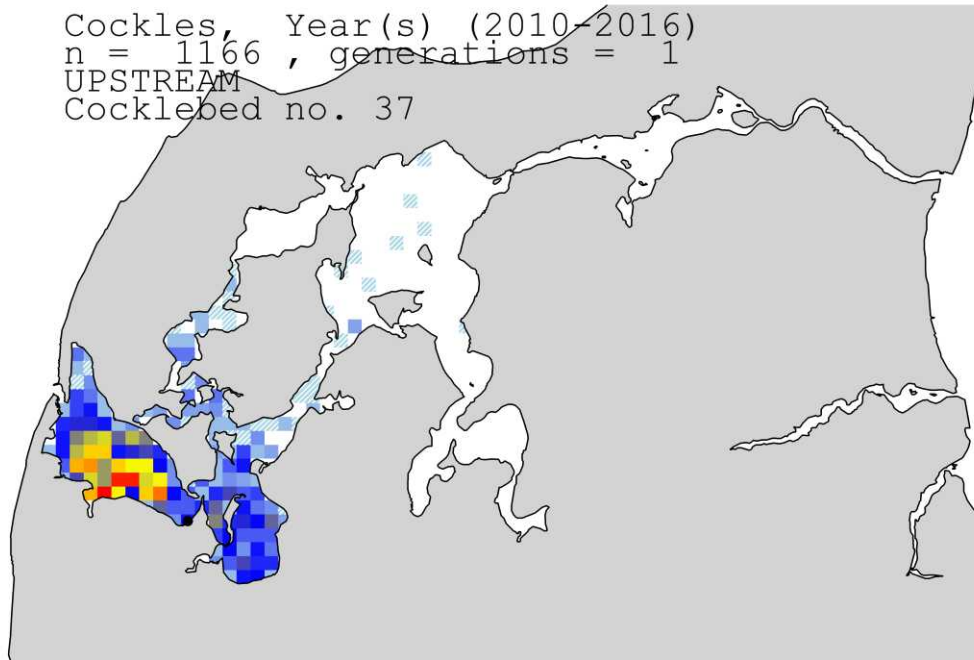 Cockles, Year(s) (2010-2016)
n = 1166 , generations = 1
UPSTREAM
Cocklebed no. 37